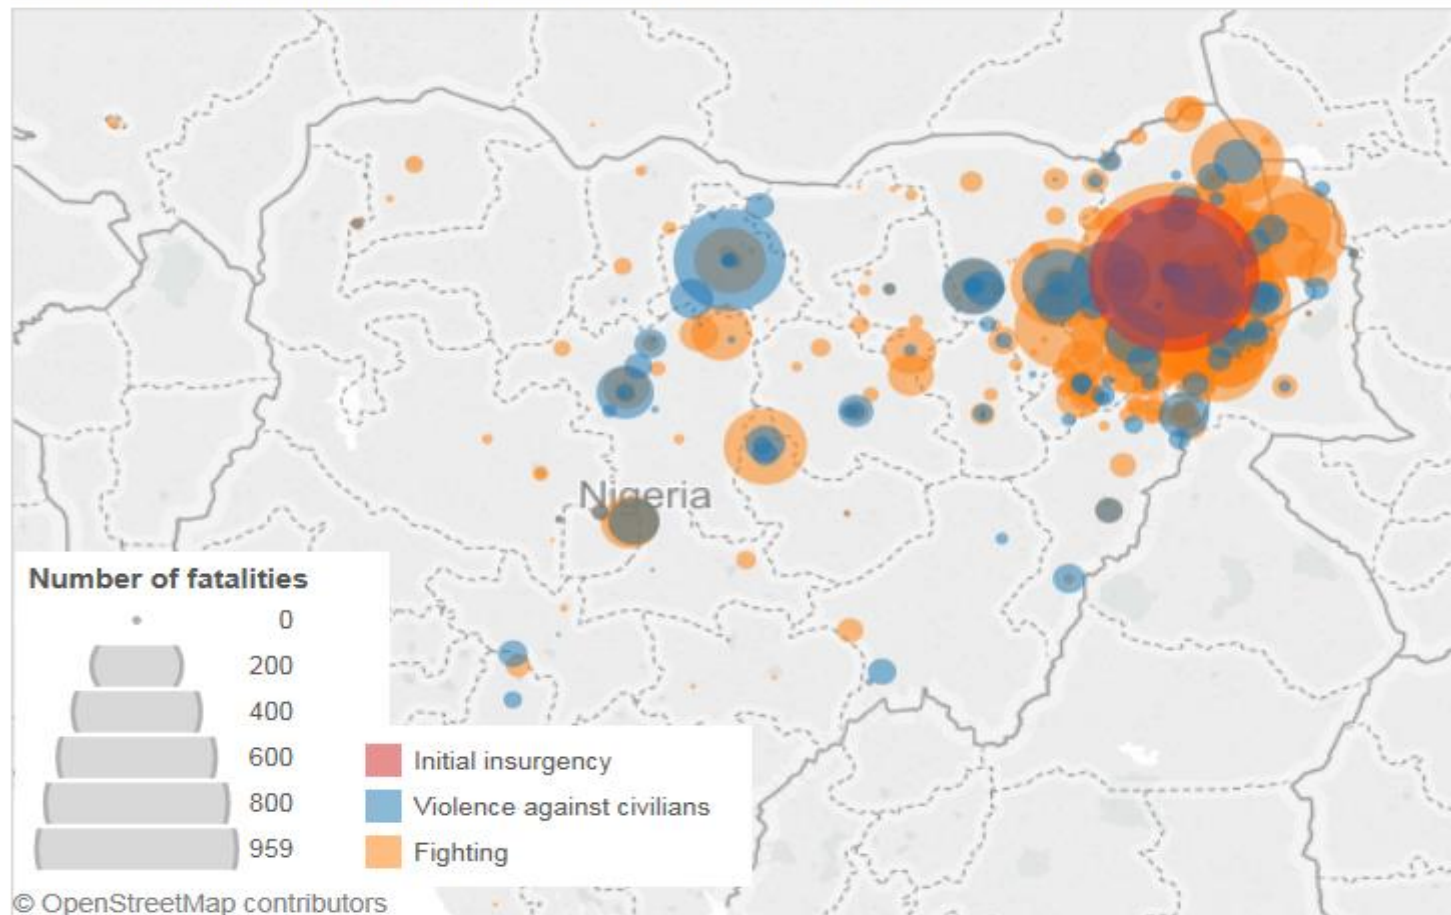 Nigeria
Number of fatalities
0
200
400
600
800
959
Initial insurgency
Violence against civilians
Fighting
© OpenStreetMap contributors